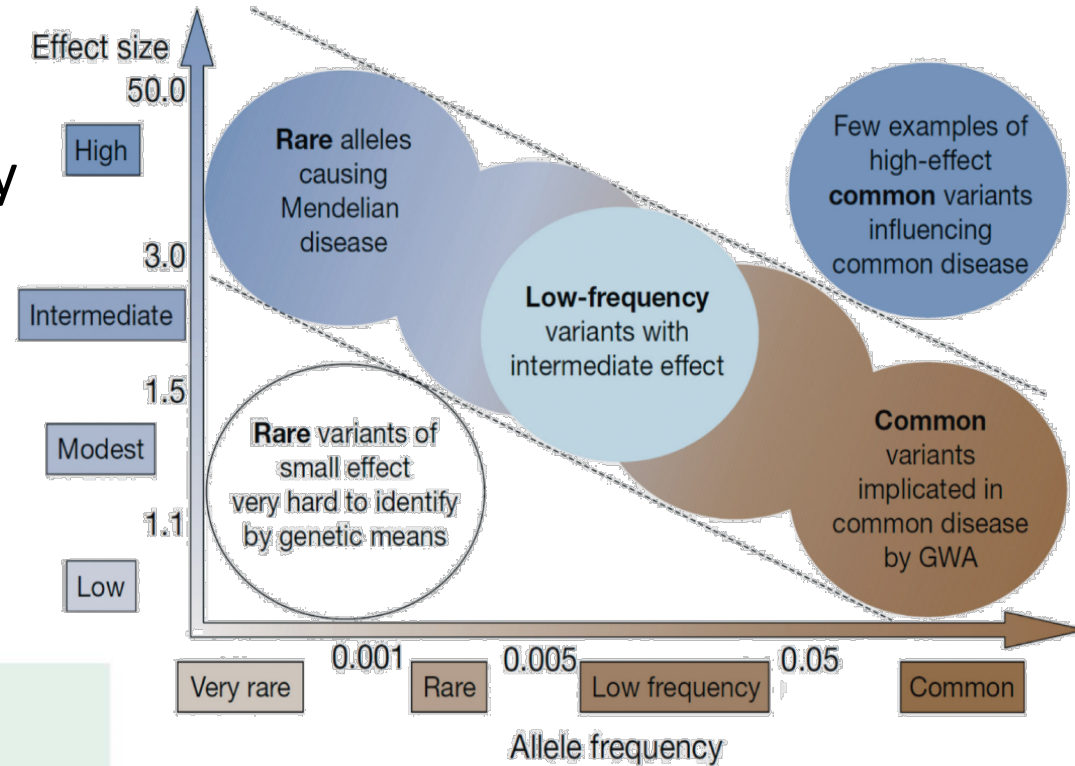 Effect size
50.0
High
y
3.0
Intermediate
1.5
Modest
1.1
Low
Rare alleles
causing
Mendelian
disease
Few examples of
high-effect
common variants
influencing
common disease
Low-frequency
variants with
intermediate effect
Rare variants of
small effect
very hard to identify
by genetic means
Common
variants
implicated in
common disease
by GWA
0.001
0.005
0.05
Very rare
Rare
Low frequency
Common
Allele frequency